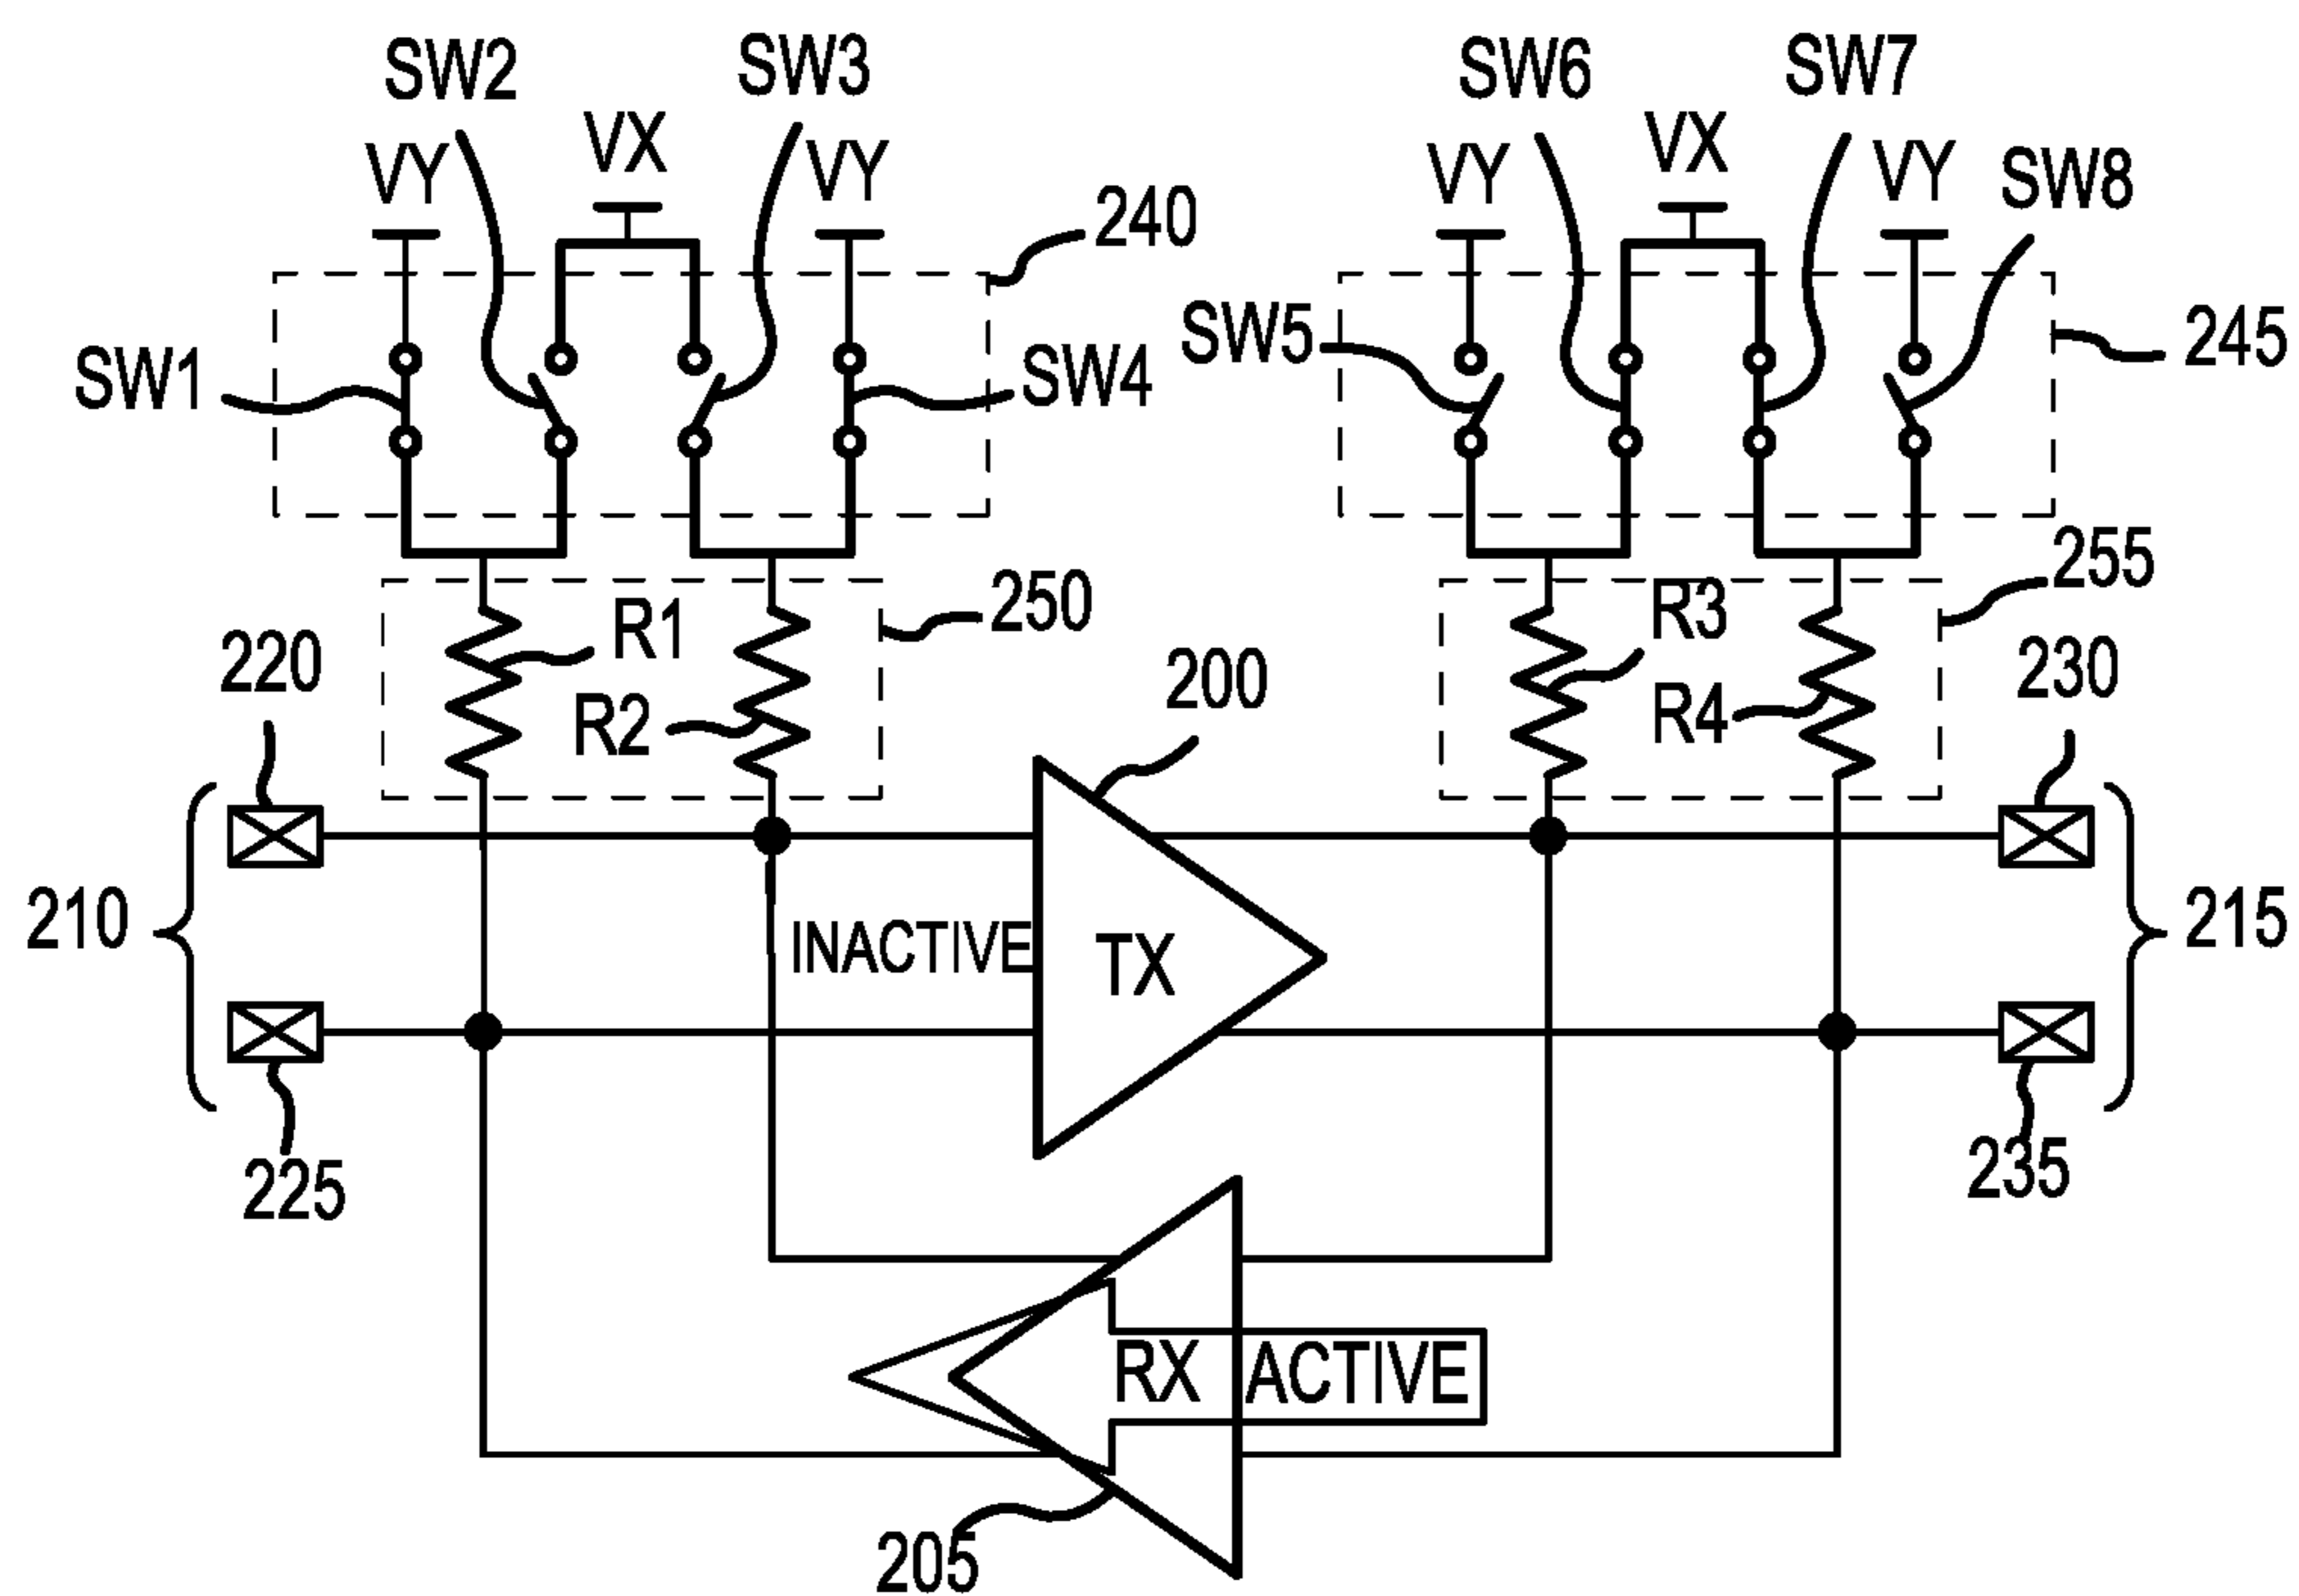 SW2
SW3
SW6
SW7
VY
VX
VY
VY
VX
VY
SW8
240
SW1
SW4
SW5
245
250
255
R1
R3
220
R2
200
R4
230
210
INACTIVE
TX
215
225
235
RX
ACTIVE
205